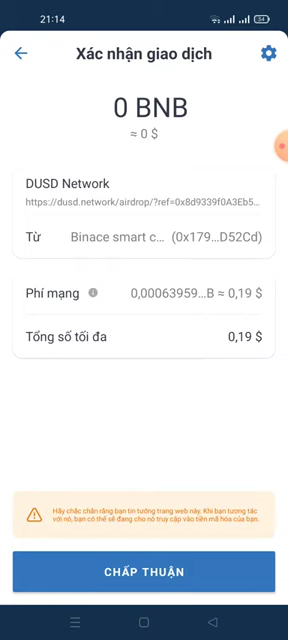 21:14
54
Xác nhận giao dịch
0 BNB
≈ 0 $
DUSD Network
https://dusd.network/airdrop/?ref=0x8d9339f0A3Eb5...
Từ Binace smart c... (0x179...D52Cd)
Phí mạng 0,00063959...B ≈ 0,19 $
Tổng số tối đa 0,19 $
Hãy chắc chắn rằng bạn tin tưởng trang web này. Khi bạn tương tác
với nó, bạn có thể sẽ đang cho nó truy cập vào tiền mã hóa của bạn.
CHẤP THUẬN